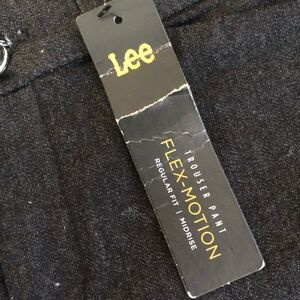 Lee
TROUSER PANT
FLEX-MOTION
REGULAR FIT | MIDRISE